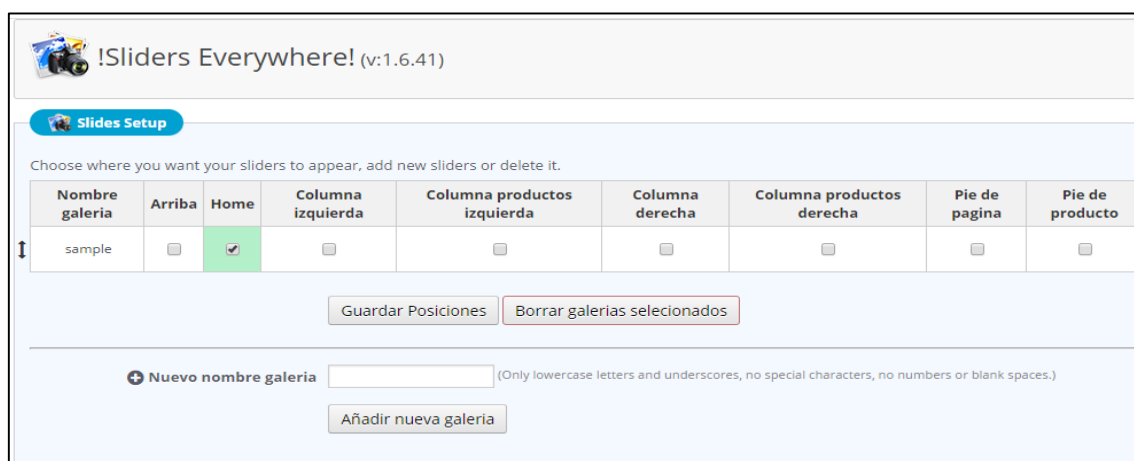 !Sliders Everywhere! (v:1.6.41)
Slides Setup
Choose where you want your sliders to appear, add new sliders or delete it.
Nombre galeria Arriba Home Columna izquierda Columna productos izquierda Columna derecha Columna productos derecha Pie de pagina Pie de producto
sample
Guardar Posiciones Borrar galerias selecionados
Nuevo nombre galeria (Only lowercase letters and underscores, no special characters, no numbers or blank spaces.)
Añadir nueva galeria